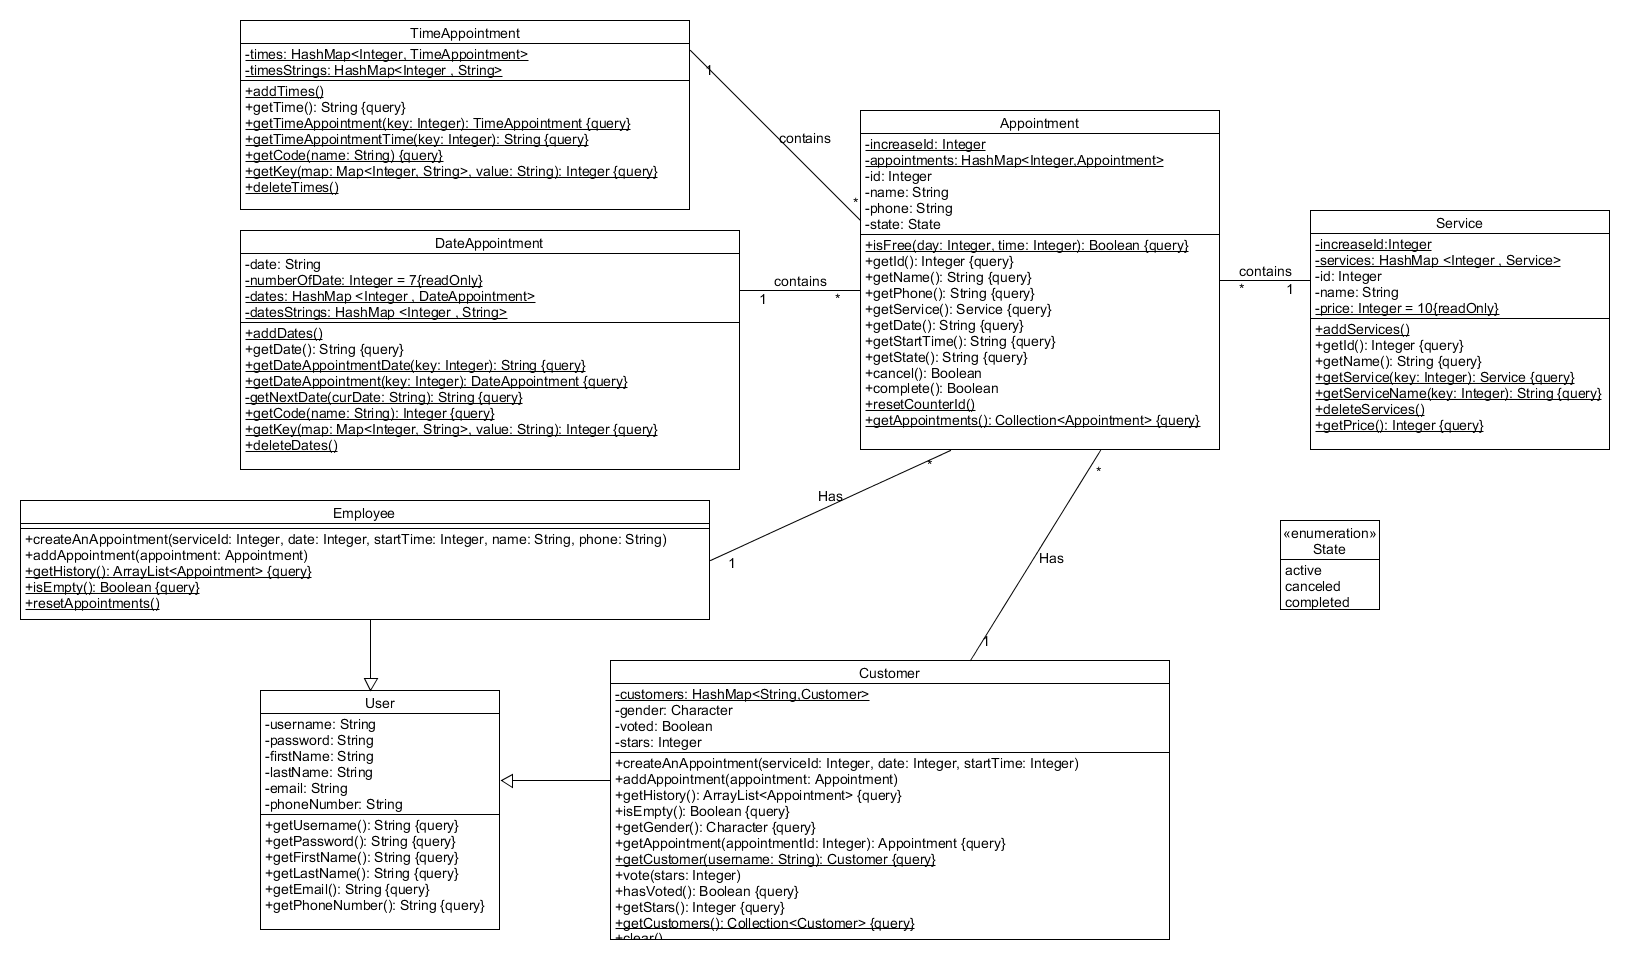 TimeAppointment
-times: HashMap<Integer, TimeAppointment>
-timesStrings: HashMap<Integer , String>
+addTimes()
+getTime(): String {query}
+getTimeAppointment(key: Integer): TimeAppointment {query}
+getTimeAppointmentTime(key: Integer): String {query}
+getCode(name: String) {query}
+getKey(map: Map<Integer, String>, value: String): Integer {query}
+deleteTimes()
1
contains
*
DateAppointment
-date: String
-numberOfDate: Integer = 7{readOnly}
-dates: HashMap <Integer , DateAppointment>
-datesStrings: HashMap <Integer , String>
+addDates()
+getDate(): String {query}
+getDateAppointmentDate(key: Integer): String {query}
+getDateAppointment(key: Integer): DateAppointment {query}
-getNextDate(curDate: String): String {query}
+getCode(name: String): Integer {query}
+getKey(map: Map<Integer, String>, value: String): Integer {query}
+deleteDates()
contains
1
*
Appointment
-increaseId: Integer
-appointments: HashMap<Integer,Appointment>
-id: Integer
-name: String
-phone: String
-state: State
+isFree(day: Integer, time: Integer): Boolean {query}
+getId(): Integer {query}
+getName(): String {query}
+getPhone(): String {query}
+getService(): Service {query}
+getDate(): String {query}
+getStartTime(): String {query}
+getState(): String {query}
+cancel(): Boolean
+complete(): Boolean
+resetCounterId()
+getAppointments(): Collection<Appointment> {query}
contains
*
1
Service
-increaseId:Integer
-services: HashMap <Integer , Service>
-id: Integer
-name: String
-price: Integer = 10{readOnly}
+addServices()
+getId(): Integer {query}
+getName(): String {query}
+getService(key: Integer): Service {query}
+getServiceName(key: Integer): String {query}
+deleteServices()
+getPrice(): Integer {query}
*
Has
1
*
Has
1
Employee
+createAnAppointment(serviceId: Integer, date: Integer, startTime: Integer, name: String, phone: String)
+addAppointment(appointment: Appointment)
+getHistory(): ArrayList<Appointment> {query}
+isEmpty(): Boolean {query}
+resetAppointments()
«enumeration»
State
active
canceled
completed
User
-username: String
-password: String
-firstName: String
-lastName: String
-email: String
-phoneNumber: String
+getUsername(): String {query}
+getPassword(): String {query}
+getFirstName(): String {query}
+getLastName(): String {query}
+getEmail(): String {query}
+getPhoneNumber(): String {query}
Customer
-customers: HashMap<String,Customer>
-gender: Character
-voted: Boolean
-stars: Integer
+createAnAppointment(serviceId: Integer, date: Integer, startTime: Integer)
+addAppointment(appointment: Appointment)
+getHistory(): ArrayList<Appointment> {query}
+isEmpty(): Boolean {query}
+getGender(): Character {query}
+getAppointment(appointmentId: Integer): Appointment {query}
+getCustomer(username: String): Customer {query}
+vote(stars: Integer)
+hasVoted(): Boolean {query}
+getStars(): Integer {query}
+getCustomers(): Collection<Customer> {query}
+clear()